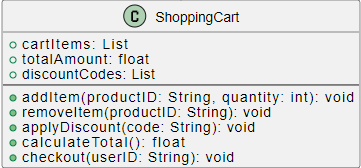 C ShoppingCart
cartItems: List
totalAmount: float
discountCodes: List
addItem(productID: String, quantity: int): void
removeItem(productID: String): void
applyDiscount(code: String): void
calculateTotal(): float
checkout(userID: String): void